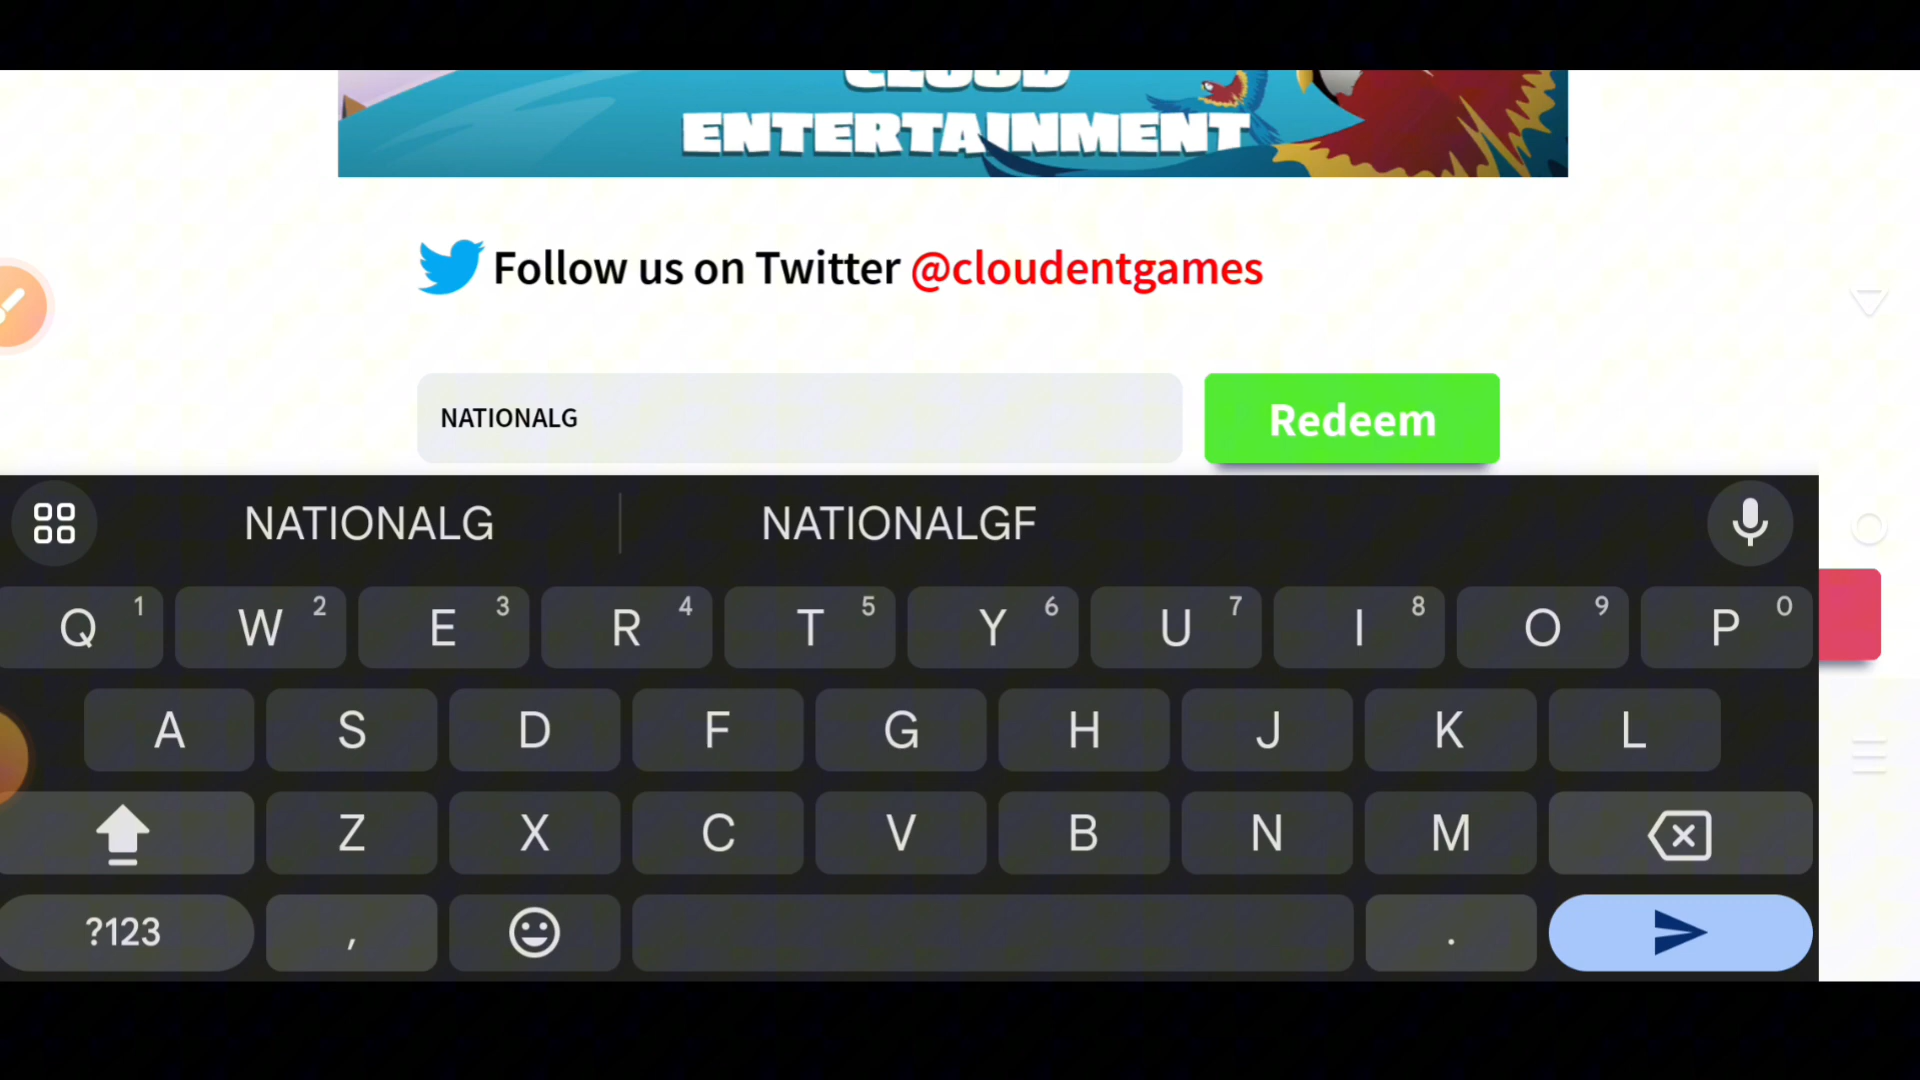 CLOUD
ENTERTAINMENT
Follow us on Twitter @cloudentgames
NATIONALG
Redeem
NATIONALG NATIONALGF
Q 1 W 2 E 3 R 4 T 5 Y 6 U 7 I 8 O 9 P 0
A S D F G H J K L
Z X C V B N M
?123 , .